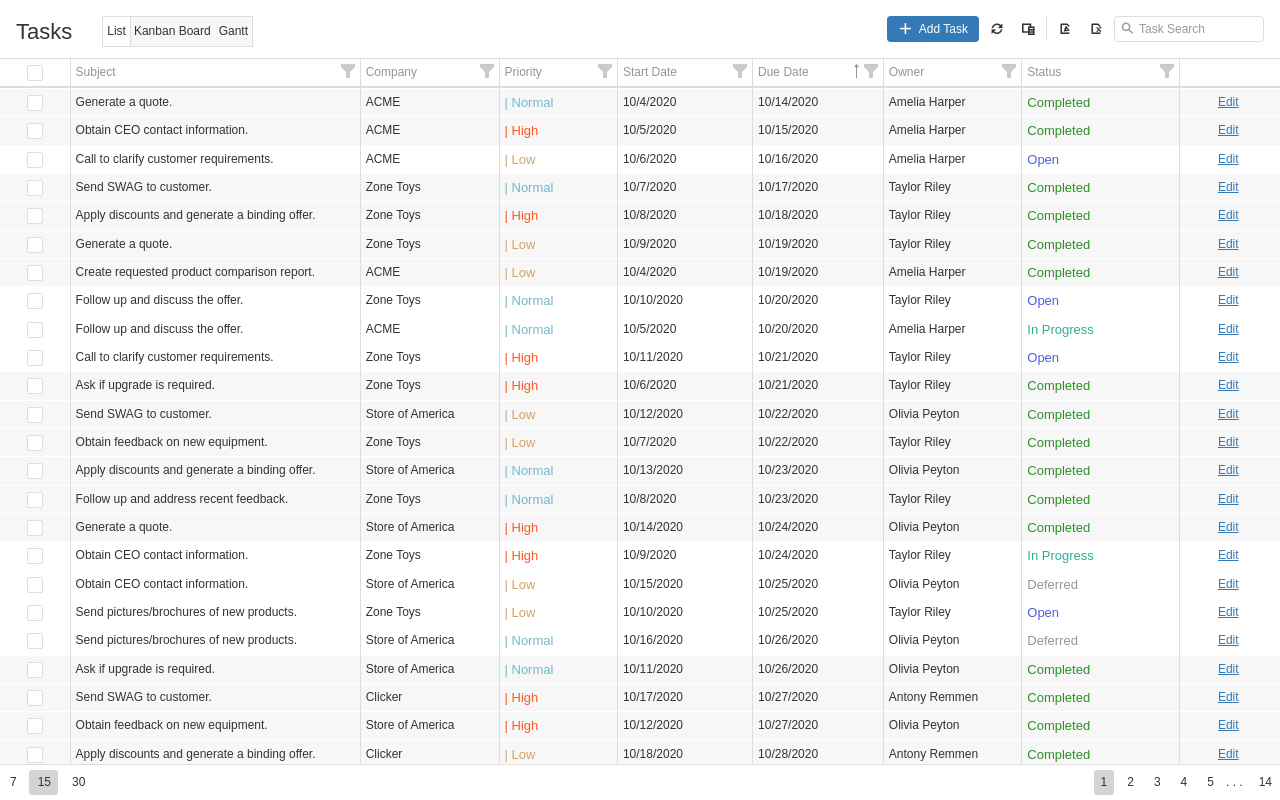 Tasks List Kanban Board Gantt Add Task Task Search
Subject Company Priority Start Date Due Date Owner Status
Generate a quote. ACME | Normal 10/4/2020 10/14/2020 Amelia Harper Completed Edit
Obtain CEO contact information. ACME | High 10/5/2020 10/15/2020 Amelia Harper Completed Edit
Call to clarify customer requirements. ACME | Low 10/6/2020 10/16/2020 Amelia Harper Open Edit
Send SWAG to customer. Zone Toys | Normal 10/7/2020 10/17/2020 Taylor Riley Completed Edit
Apply discounts and generate a binding offer. Zone Toys | High 10/8/2020 10/18/2020 Taylor Riley Completed Edit
Generate a quote. Zone Toys | Low 10/9/2020 10/19/2020 Taylor Riley Completed Edit
Create requested product comparison report. ACME | Low 10/4/2020 10/19/2020 Amelia Harper Completed Edit
Follow up and discuss the offer. Zone Toys | Normal 10/10/2020 10/20/2020 Taylor Riley Open Edit
Follow up and discuss the offer. ACME | Normal 10/5/2020 10/20/2020 Amelia Harper In Progress Edit
Call to clarify customer requirements. Zone Toys | High 10/11/2020 10/21/2020 Taylor Riley Open Edit
Ask if upgrade is required. Zone Toys | High 10/6/2020 10/21/2020 Taylor Riley Completed Edit
Send SWAG to customer. Store of America | Low 10/12/2020 10/22/2020 Olivia Peyton Completed Edit
Obtain feedback on new equipment. Zone Toys | Low 10/7/2020 10/22/2020 Taylor Riley Completed Edit
Apply discounts and generate a binding offer. Store of America | Normal 10/13/2020 10/23/2020 Olivia Peyton Completed Edit
Follow up and address recent feedback. Zone Toys | Normal 10/8/2020 10/23/2020 Taylor Riley Completed Edit
Generate a quote. Store of America | High 10/14/2020 10/24/2020 Olivia Peyton Completed Edit
Obtain CEO contact information. Zone Toys | High 10/9/2020 10/24/2020 Taylor Riley In Progress Edit
Obtain CEO contact information. Store of America | Low 10/15/2020 10/25/2020 Olivia Peyton Deferred Edit
Send pictures/brochures of new products. Zone Toys | Low 10/10/2020 10/25/2020 Taylor Riley Open Edit
Send pictures/brochures of new products. Store of America | Normal 10/16/2020 10/26/2020 Olivia Peyton Deferred Edit
Ask if upgrade is required. Store of America | Normal 10/11/2020 10/26/2020 Olivia Peyton Completed Edit
Send SWAG to customer. Clicker | High 10/17/2020 10/27/2020 Antony Remmen Completed Edit
Obtain feedback on new equipment. Store of America | High 10/12/2020 10/27/2020 Olivia Peyton Completed Edit
Apply discounts and generate a binding offer. Clicker | Low 10/18/2020 10/28/2020 Antony Remmen Completed Edit
7 15 30 1 2 3 4 5 . . . 14